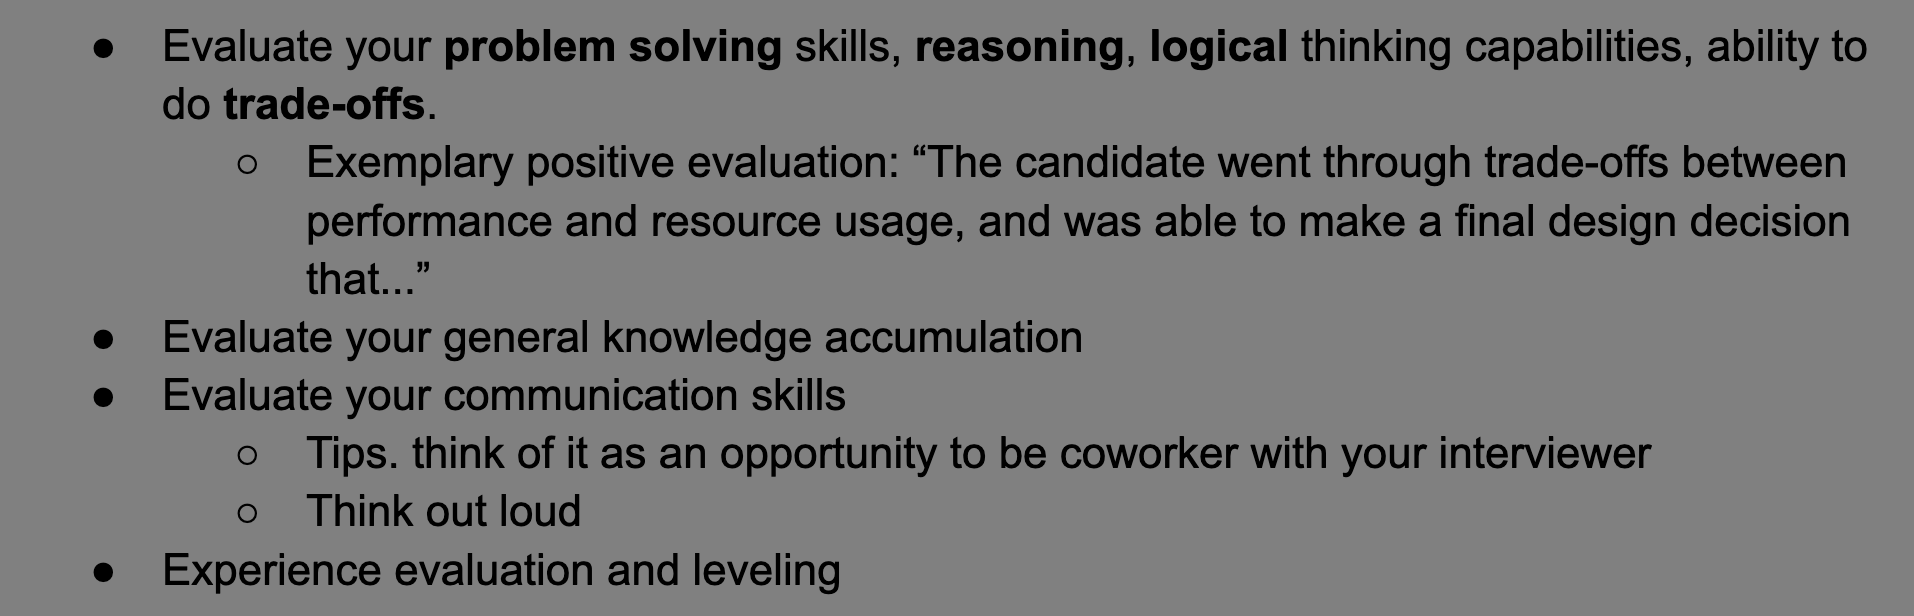 ● Evaluate your problem solving skills, reasoning, logical thinking capabilities, ability to
do trade-offs.
○ Exemplary positive evaluation: “The candidate went through trade-offs between
performance and resource usage, and was able to make a final design decision
that...”
● Evaluate your general knowledge accumulation
● Evaluate your communication skills
○ Tips. think of it as an opportunity to be coworker with your interviewer
○ Think out loud
● Experience evaluation and leveling